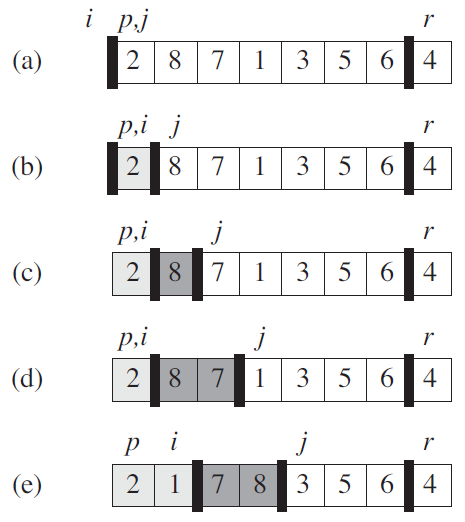 i p,j r
(a) 2 8 7 1 3 5 6 4
p,i j r
(b) 2 8 7 1 3 5 6 4
p,i j r
(c) 2 8 7 1 3 5 6 4
p,i j r
(d) 2 8 7 1 3 5 6 4
p i j r
(e) 2 1 7 8 3 5 6 4